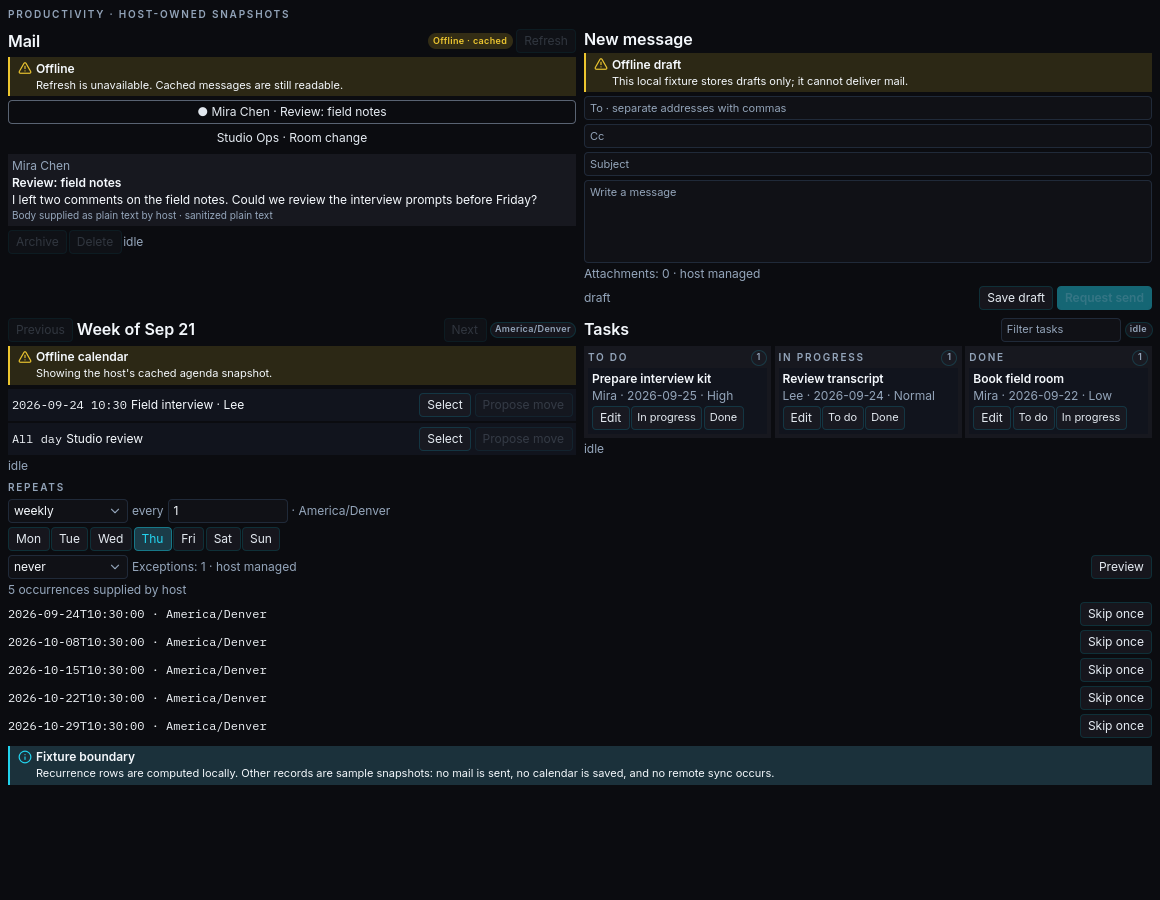 PRODUCTIVITY · HOST-OWNED SNAPSHOTS
Mail
Offline · cached
Refresh
Offline
Refresh is unavailable. Cached messages are still readable.
● Mira Chen · Review: field notes
Studio Ops · Room change
Mira Chen
Review: field notes
I left two comments on the field notes. Could we review the interview prompts before Friday?
Body supplied as plain text by host · sanitized plain text
Archive
Delete
idle
New message
Offline draft
This local fixture stores drafts only; it cannot deliver mail.
To · separate addresses with commas
Cc
Subject
Write a message
Attachments: 0 · host managed
draft
Save draft
Request send
Previous
Week of Sep 21
Next
America/Denver
Offline calendar
Showing the host's cached agenda snapshot.
2026-09-24 10:30 Field interview · Lee
Select
Propose move
All day Studio review
Select
Propose move
idle
Tasks
Filter tasks
idle
TO DO
1
Prepare interview kit
Mira · 2026-09-25 · High
Edit
In progress
Done
IN PROGRESS
1
Review transcript
Lee · 2026-09-24 · Normal
Edit
To do
Done
DONE
1
Book field room
Mira · 2026-09-22 · Low
Edit
To do
In progress
idle
REPEATS
weekly
every
1
· America/Denver
Mon
Tue
Wed
Thu
Fri
Sat
Sun
never
Exceptions: 1 · host managed
Preview
5 occurrences supplied by host
2026-09-24T10:30:00 · America/Denver
Skip once
2026-10-08T10:30:00 · America/Denver
Skip once
2026-10-15T10:30:00 · America/Denver
Skip once
2026-10-22T10:30:00 · America/Denver
Skip once
2026-10-29T10:30:00 · America/Denver
Skip once
Fixture boundary
Recurrence rows are computed locally. Other records are sample snapshots: no mail is sent, no calendar is saved, and no remote sync occurs.